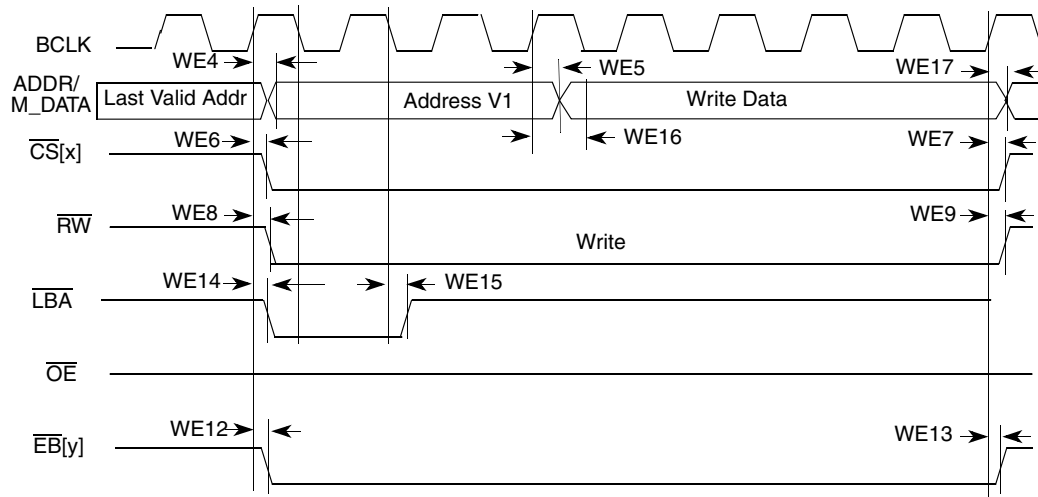 BCLK
WE4
WE5
WE17
ADDR/
M_DATA
Last Valid Addr
Address V1
Write Data
WE6
WE16
WE7
CS[x]
WE8
WE9
RW
Write
WE14
WE15
LBA
OE
WE12
WE13
EB[y]